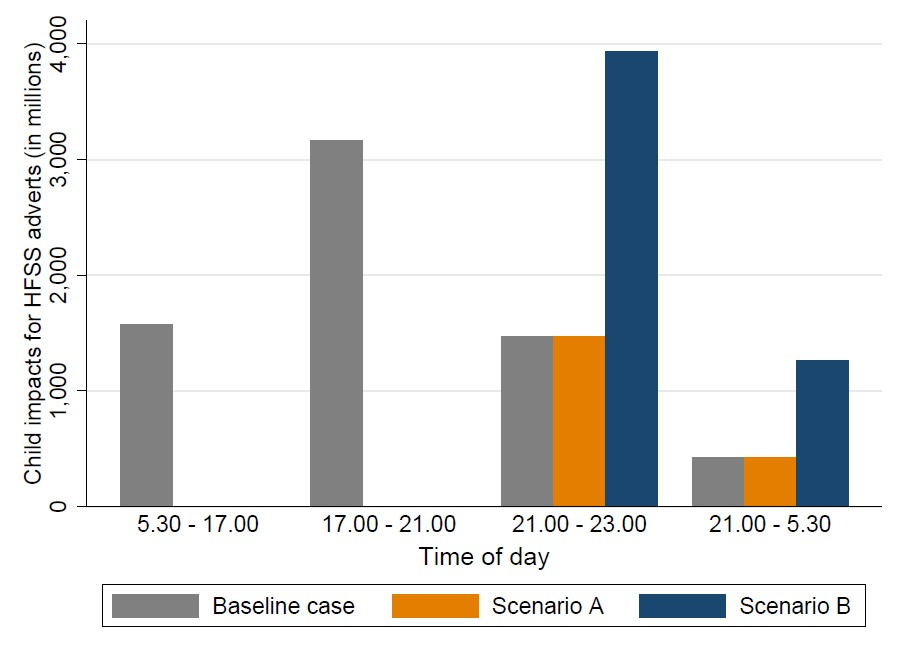 Child impacts for HFSS adverts (in millions)
4,000
3,000
2,000
1,000
0
5.30 - 17.00
17.00 - 21.00
21.00 - 23.00
21.00 - 5.30
Time of day
Baseline case
Scenario A
Scenario B